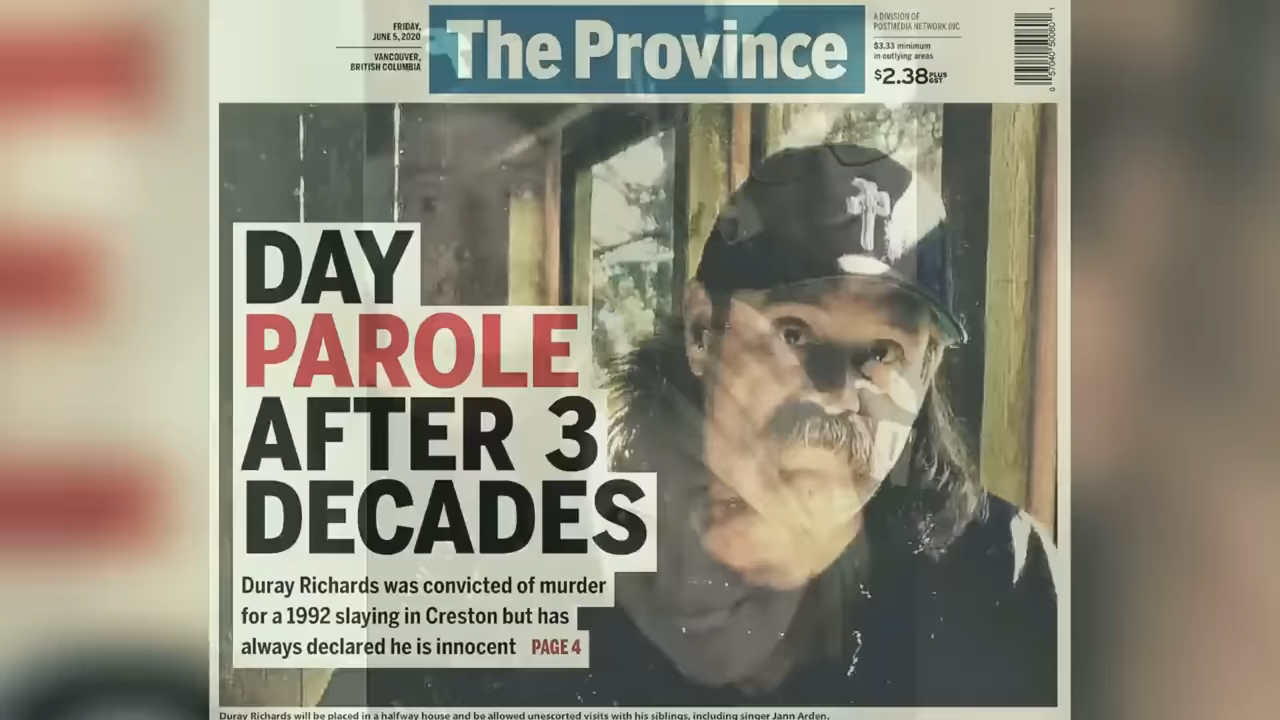 FRIDAY,
JUNE 5, 2020
VANCOUVER,
BRITISH COLUMBIA
The Province
A DIVISION OF
POSTMEDIA NETWORK INC.
$3.33 minimum
in outlying areas
$2.38 PLUS
GST
DAY
PAROLE
AFTER 3
DECADES
Duray Richards was convicted of murder
for a 1992 slaying in Creston but has
always declared he is innocent PAGE 4
Duray Richards will be placed in a halfway house and be allowed unescorted visits with his siblings, including singer Jann Arden.